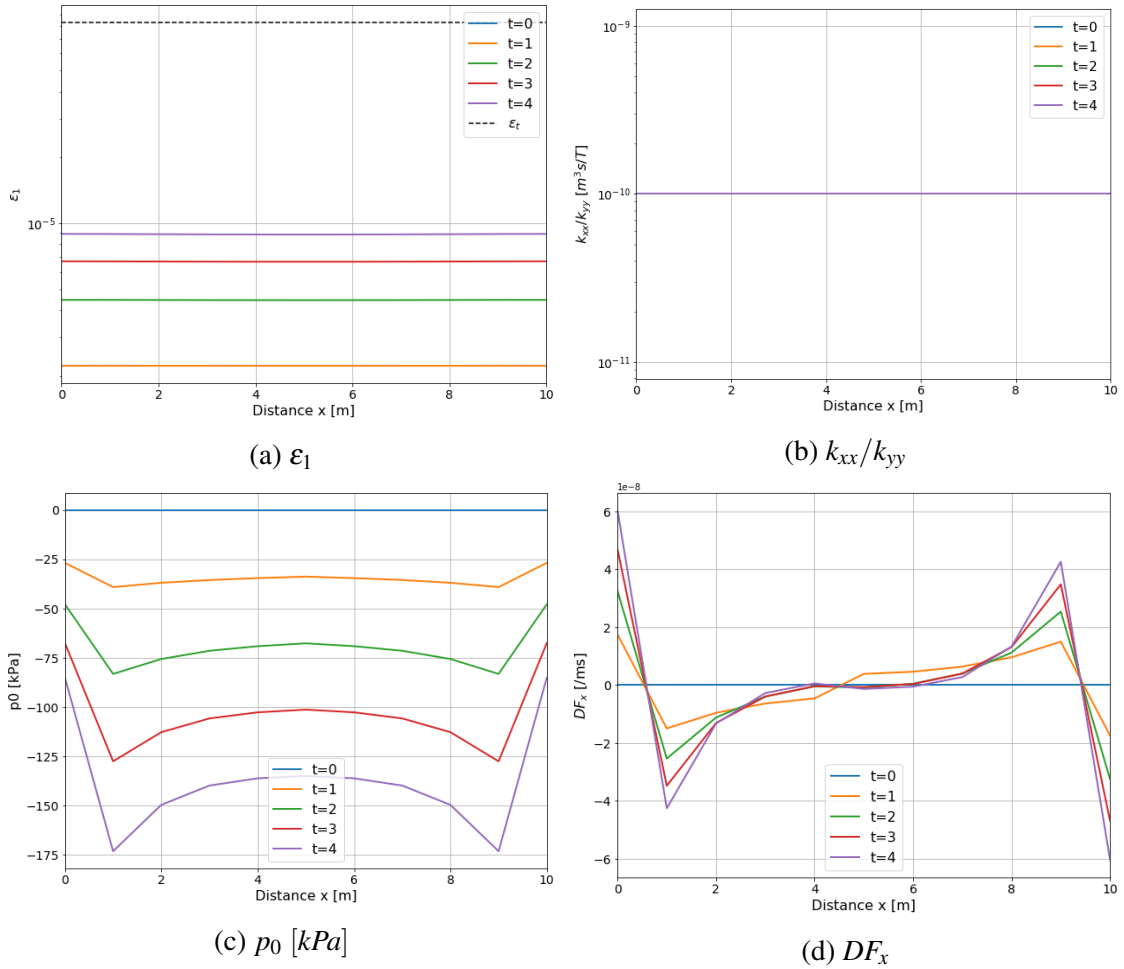 t=0
t=1
t=2
t=3
t=4
ε_t
10^-5
ε_1
0 2 4 6 8 10
Distance x [m]
(a) ε_1
t=0
t=1
t=2
t=3
t=4
10^-9
10^-10
10^-11
k_xx/k_yy [m^3 s/T]
0 2 4 6 8 10
Distance x [m]
(b) k_xx/k_yy
0
−25
−50
−75
−100
−125
−150
−175
p0 [kPa]
t=0
t=1
t=2
t=3
t=4
0 2 4 6 8 10
Distance x [m]
(c) p_0 [kPa]
1e−8
6
4
2
0
−2
−4
−6
DF_x [/ms]
t=0
t=1
t=2
t=3
t=4
0 2 4 6 8 10
Distance x [m]
(d) DF_x